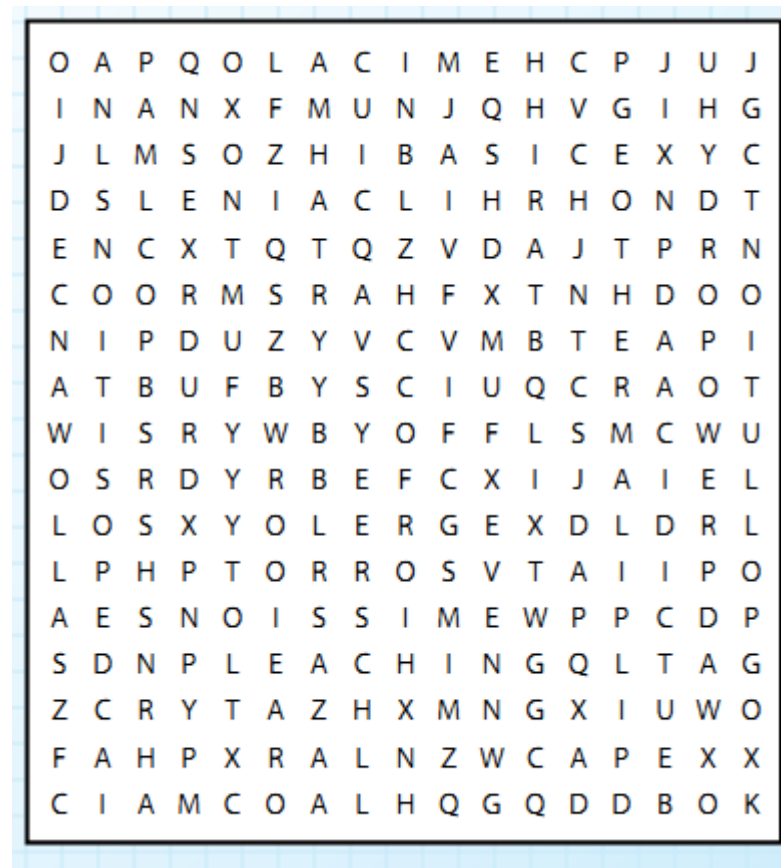 O A P Q O L A C I M E H C P J U J
I N A N X F M U N J Q H V G I H G
J L M S O Z H I B A S I C E X Y C
D S L E N I A C L I H R H O N D T
E N C X T Q T Q Z V D A J T P R N
C O O R M S R A H F X T N H D O O
N I P D U Z Y V C V M B T E A P I
A T B U F B Y S C I U Q C R A O T
W I S R Y W B Y O F F L S M C W U
O S R D Y R B E F C X I J A I E L
L O S X Y O L E R G E X D L D R L
L P H P T O R R O S V T A I I P O
A E S N O I S S I M E W P P C D P
S D N P L E A C H I N G Q L T A G
Z C R Y T A Z H X M N G X I U W O
F A H P X R A L N Z W C A P E X X
C I A M C O A L H Q G Q D D B O K